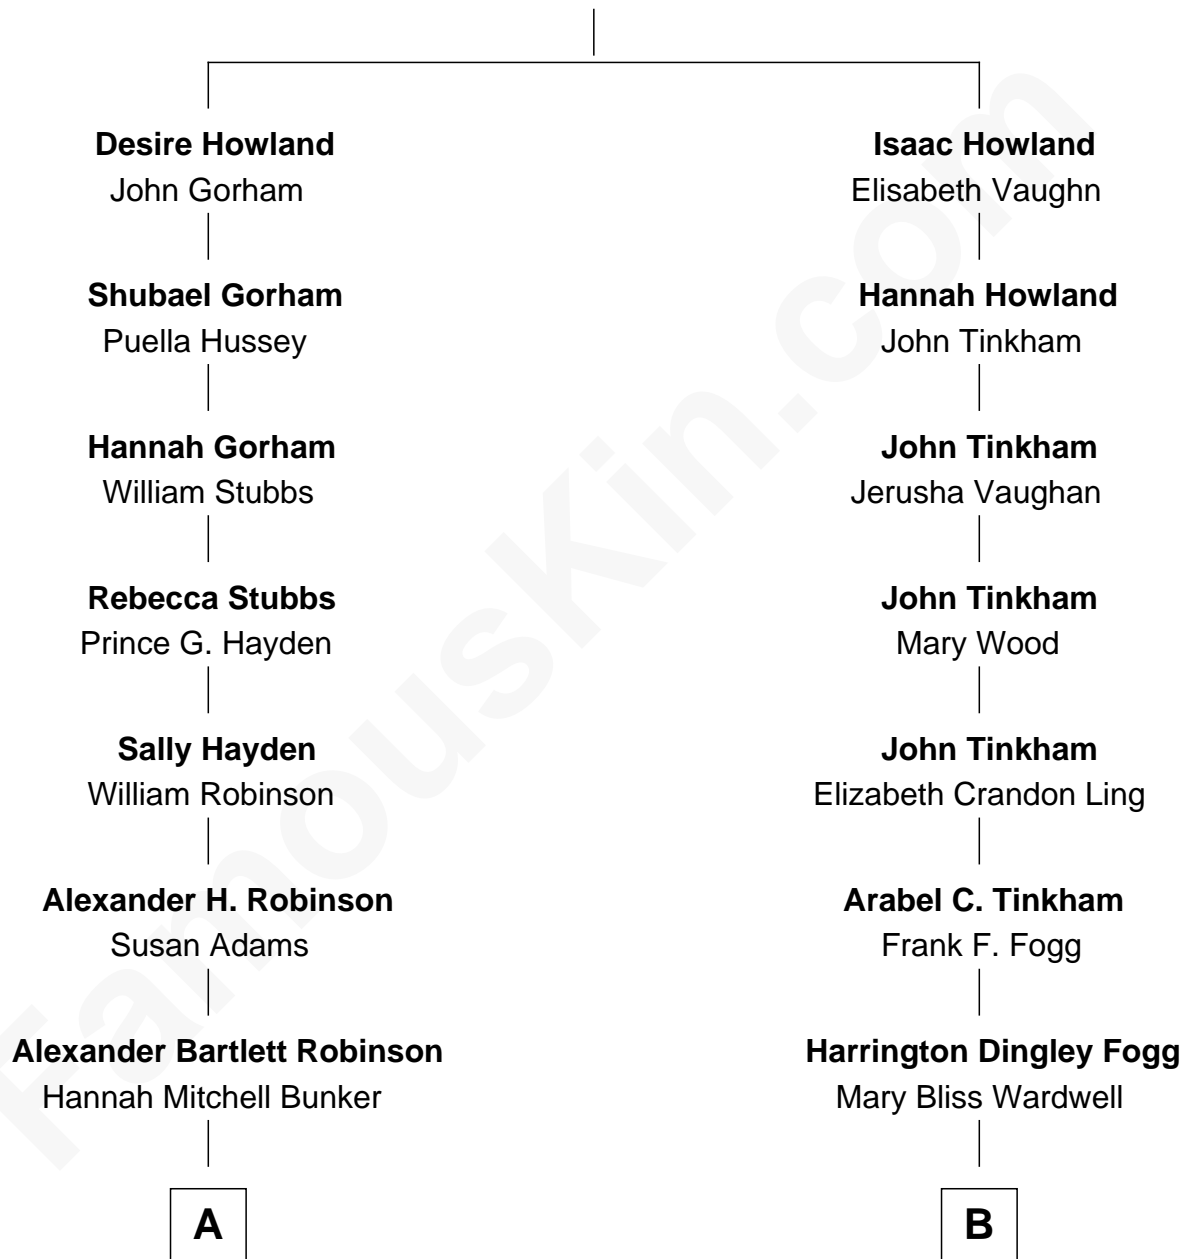 Desire Howland
John Gorham
Shubael Gorham
Puella Hussey
Hannah Gorham
William Stubbs
Rebecca Stubbs
Prince G. Hayden
Sally Hayden
William Robinson
Alexander H. Robinson
Susan Adams
Alexander Bartlett Robinson
Hannah Mitchell Bunker
A
Isaac Howland
Elisabeth Vaughn
Hannah Howland
John Tinkham
John Tinkham
Jerusha Vaughan
John Tinkham
Mary Wood
John Tinkham
Elizabeth Crandon Ling
Arabel C. Tinkham
Frank F. Fogg
Harrington Dingley Fogg
Mary Bliss Wardwell
B
FamousKin.com